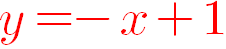 y = - x + 1